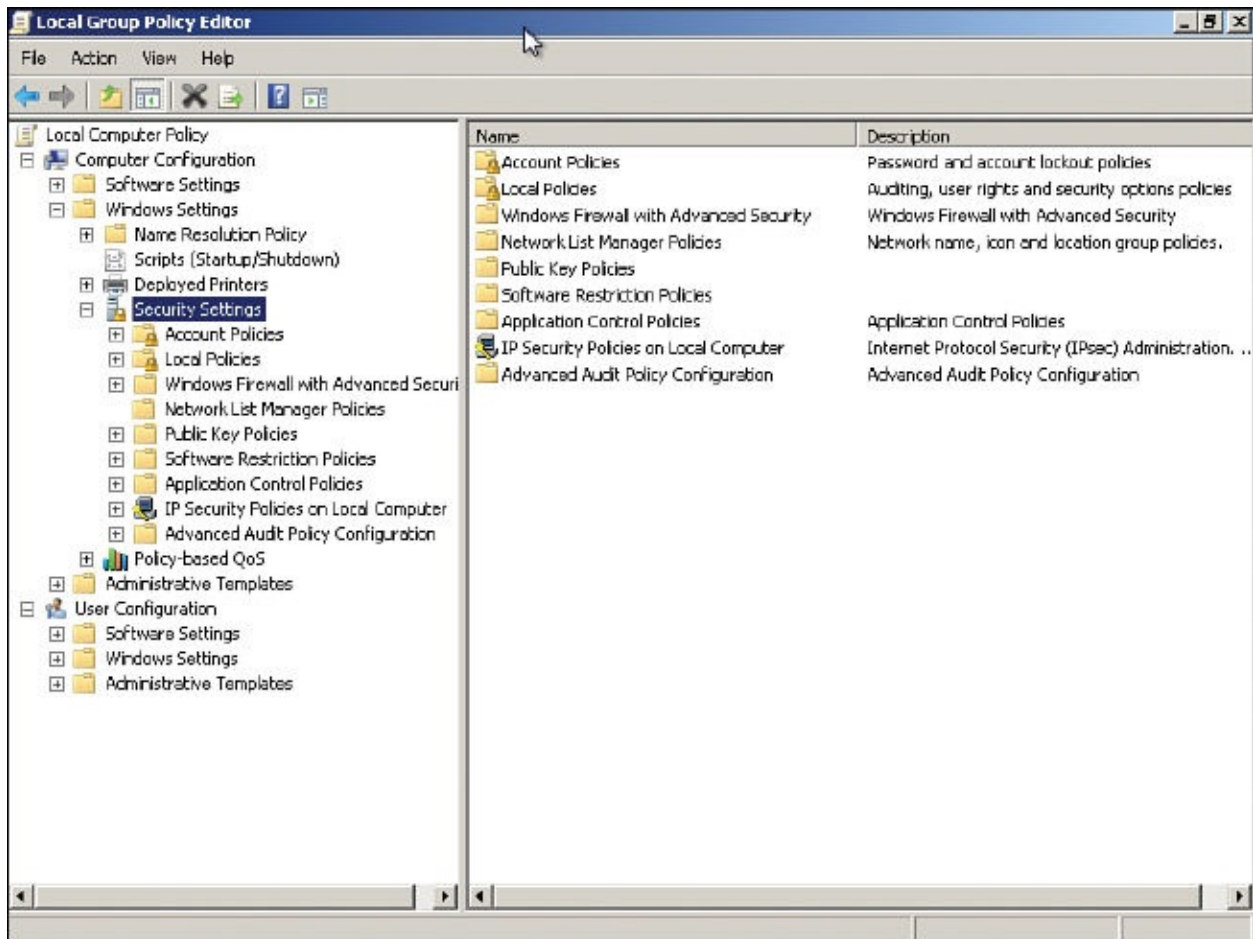 Local Group Policy Editor
File Action View Help
Local Computer Policy
Computer Configuration
Software Settings
Windows Settings
Name Resolution Policy
Scripts (Startup/Shutdown)
Deployed Printers
Security Settings
Account Policies
Local Policies
Windows Firewall with Advanced Securi
Network List Manager Policies
Public Key Policies
Software Restriction Policies
Application Control Policies
IP Security Policies on Local Computer
Advanced Audit Policy Configuration
Policy-based QoS
Administrative Templates
User Configuration
Software Settings
Windows Settings
Administrative Templates
Name Description
Account Policies Password and account lockout policies
Local Policies Auditing, user rights and security options policies
Windows Firewall with Advanced Security Windows Firewall with Advanced Security
Network List Manager Policies Network name, icon and location group policies.
Public Key Policies
Software Restriction Policies
Application Control Policies Application Control Policies
IP Security Policies on Local Computer Internet Protocol Security (IPsec) Administration. ..
Advanced Audit Policy Configuration Advanced Audit Policy Configuration